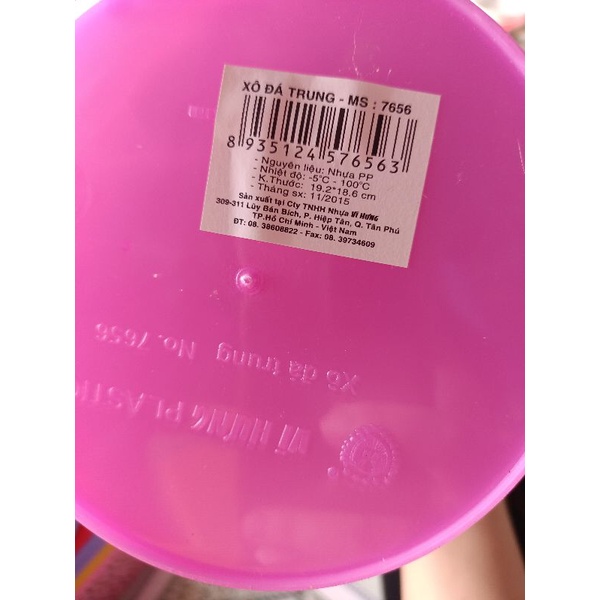 XÔ ĐÁ TRUNG - MS : 7656
8 935124 576563
- Nguyên liệu: Nhựa PP
- Nhiệt độ: -5°C - 100°C
- K.Thước: 19.2*18.6 cm
- Tháng sx: 11/2015
Sản xuất tại Cty TNHH Nhựa VĨ HƯNG
309-311 Lũy Bán Bích, P. Hiệp Tân, Q. Tân Phú
TP.Hồ Chí Minh - Việt Nam
ĐT: 08. 38608822 - Fax: 08. 39734609
VĨ HƯNG PLASTIC
Xô đá trung No. 7656